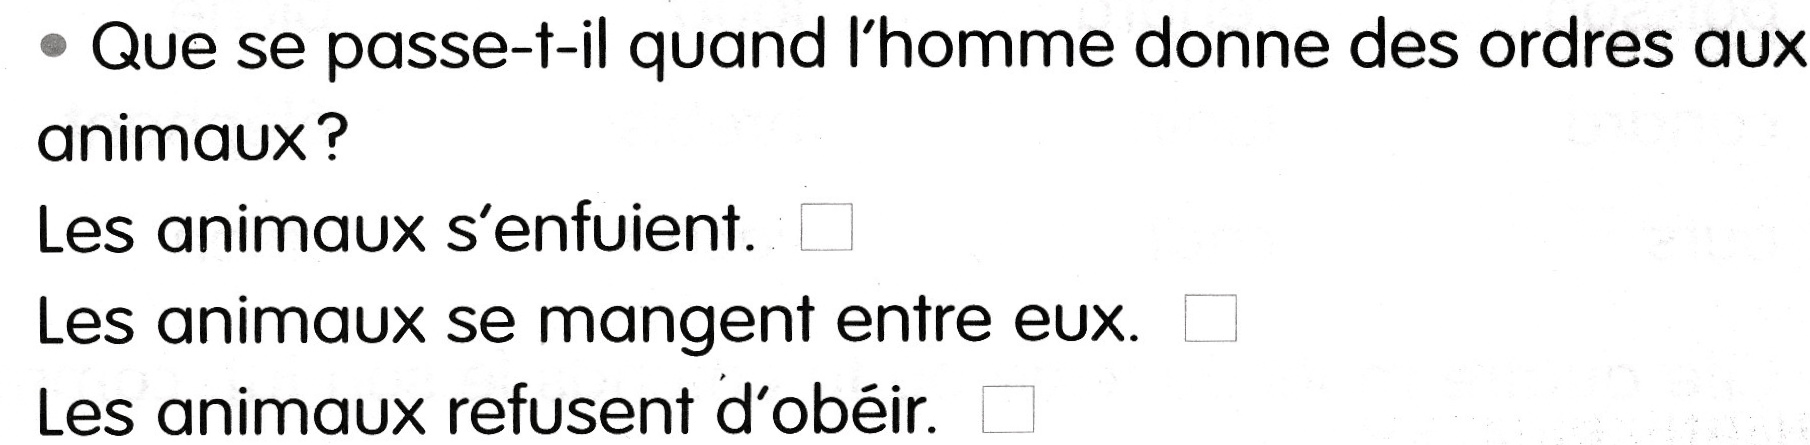 • Que se passe-t-il quand l'homme donne des ordres aux
animaux ?
Les animaux s'enfuient. □
Les animaux se mangent entre eux. □
Les animaux refusent d'obéir. □